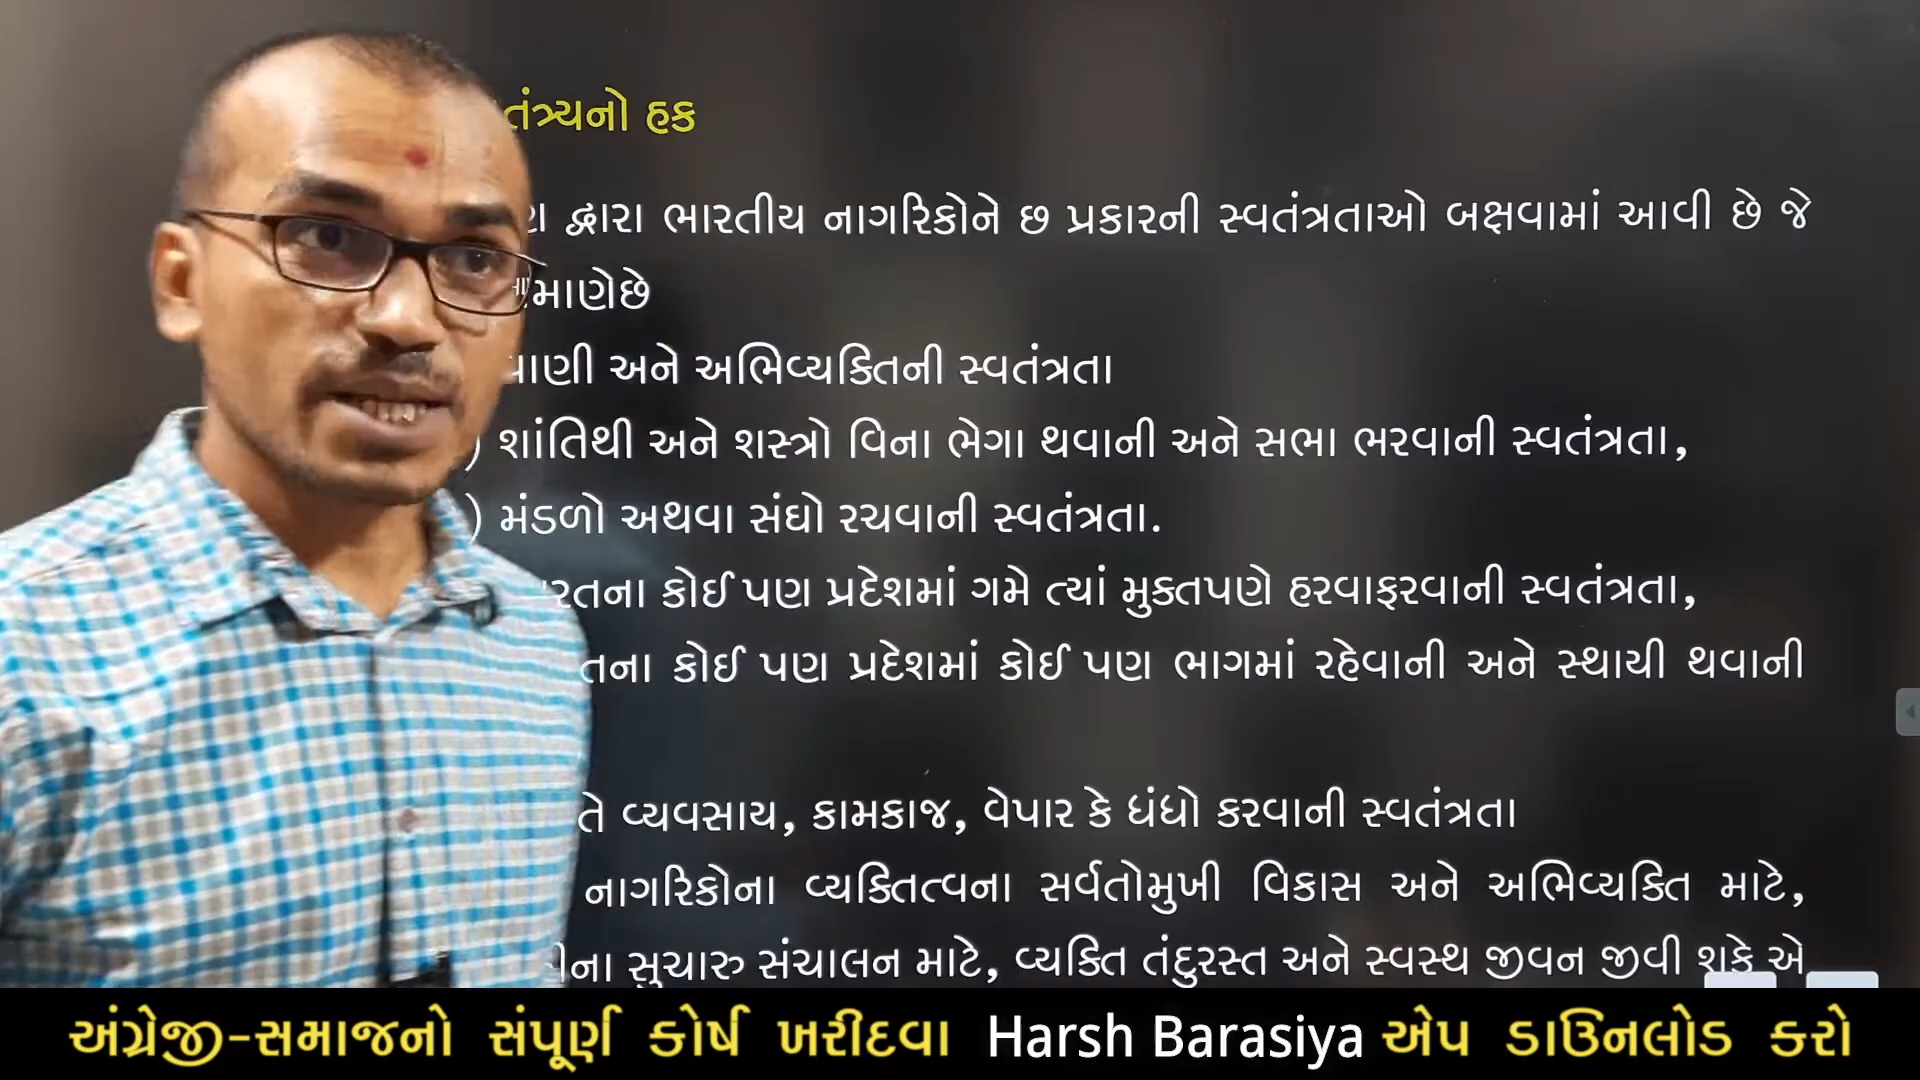 હક
દ્વારા ભારતીય નાગરિકોને છ પ્રકારની સ્વતંત્રતાઓ બક્ષવામાં આવી છે જે
અને અભિવ્યક્તિની સ્વતંત્રતા
) શાંતિથી અને શસ્ત્રો વિના ભેગા થવાની અને સભા ભરવાની સ્વતંત્રતા,
) મંડળો અથવા સંઘો રચવાની સ્વતંત્રતા.
કોઈ પણ પ્રદેશમાં ગમે ત્યાં મુક્તપણે હરવાફરવાની સ્વતંત્રતા,
કોઈ પણ પ્રદેશમાં કોઈ પણ ભાગમાં રહેવાની અને સ્થાયી થવાની
વ્યવસાય, કામકાજ, વેપાર કે ધંધો કરવાની સ્વતંત્રતા
નાગરિકોના વ્યક્તિત્વના સર્વતોમુખી વિકાસ અને અભિવ્યક્તિ માટે,
સુચારુ સંચાલન માટે, વ્યક્તિ તંદુરસ્ત અને સ્વસ્થ જીવન જીવી શકે એ
અંગ્રેજી-સમાજનો સંપૂર્ણ કોર્ષ ખરીદવા Harsh Barasiya એપ ડાઉનલોડ કરો